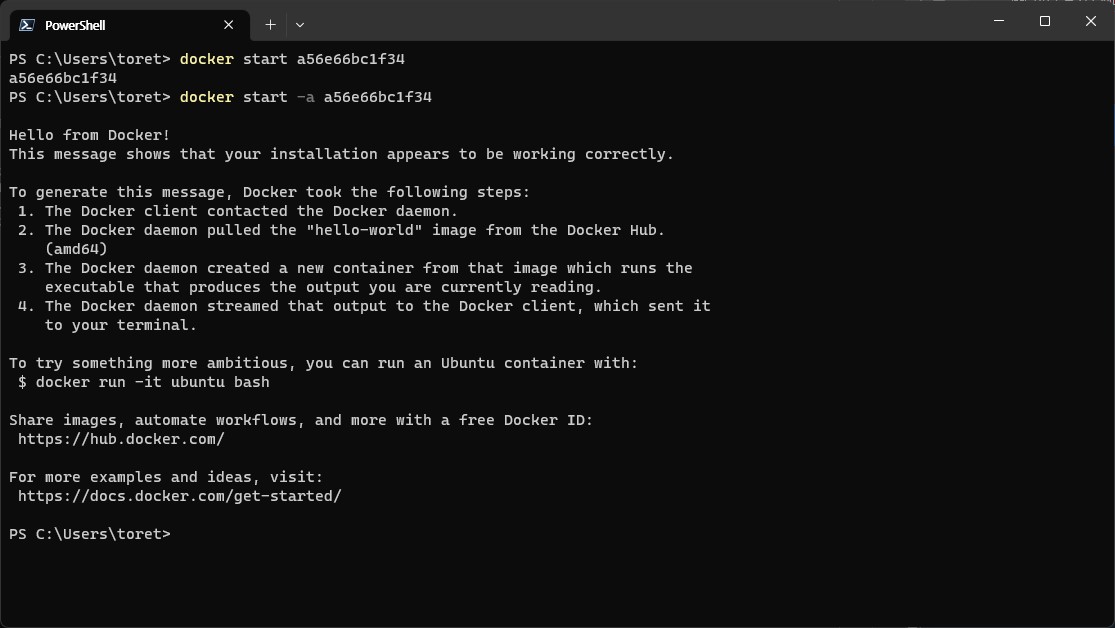 PowerShell
PS C:\Users\toret> docker start a56e66bc1f34
a56e66bc1f34
PS C:\Users\toret> docker start -a a56e66bc1f34
Hello from Docker!
This message shows that your installation appears to be working correctly.
To generate this message, Docker took the following steps:
1. The Docker client contacted the Docker daemon.
2. The Docker daemon pulled the "hello-world" image from the Docker Hub.
(amd64)
3. The Docker daemon created a new container from that image which runs the
executable that produces the output you are currently reading.
4. The Docker daemon streamed that output to the Docker client, which sent it
to your terminal.
To try something more ambitious, you can run an Ubuntu container with:
$ docker run -it ubuntu bash
Share images, automate workflows, and more with a free Docker ID:
https://hub.docker.com/
For more examples and ideas, visit:
https://docs.docker.com/get-started/
PS C:\Users\toret>